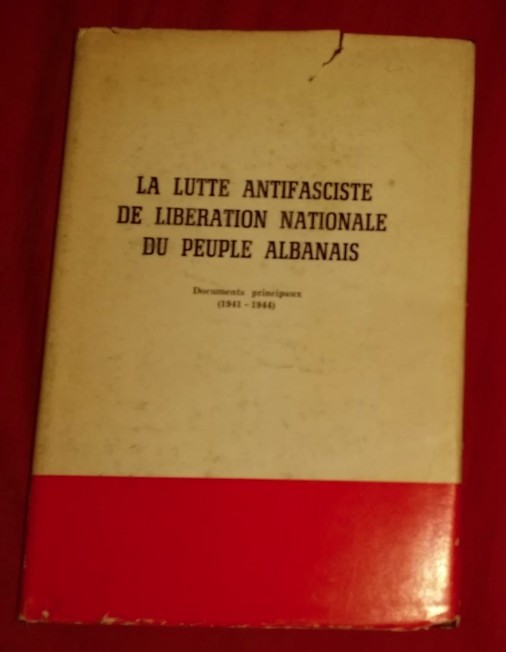 LA LUTTE ANTIFASCISTE
DE LIBERATION NATIONALE
DU PEUPLE ALBANAIS
Documents principaux
(1941 - 1944)